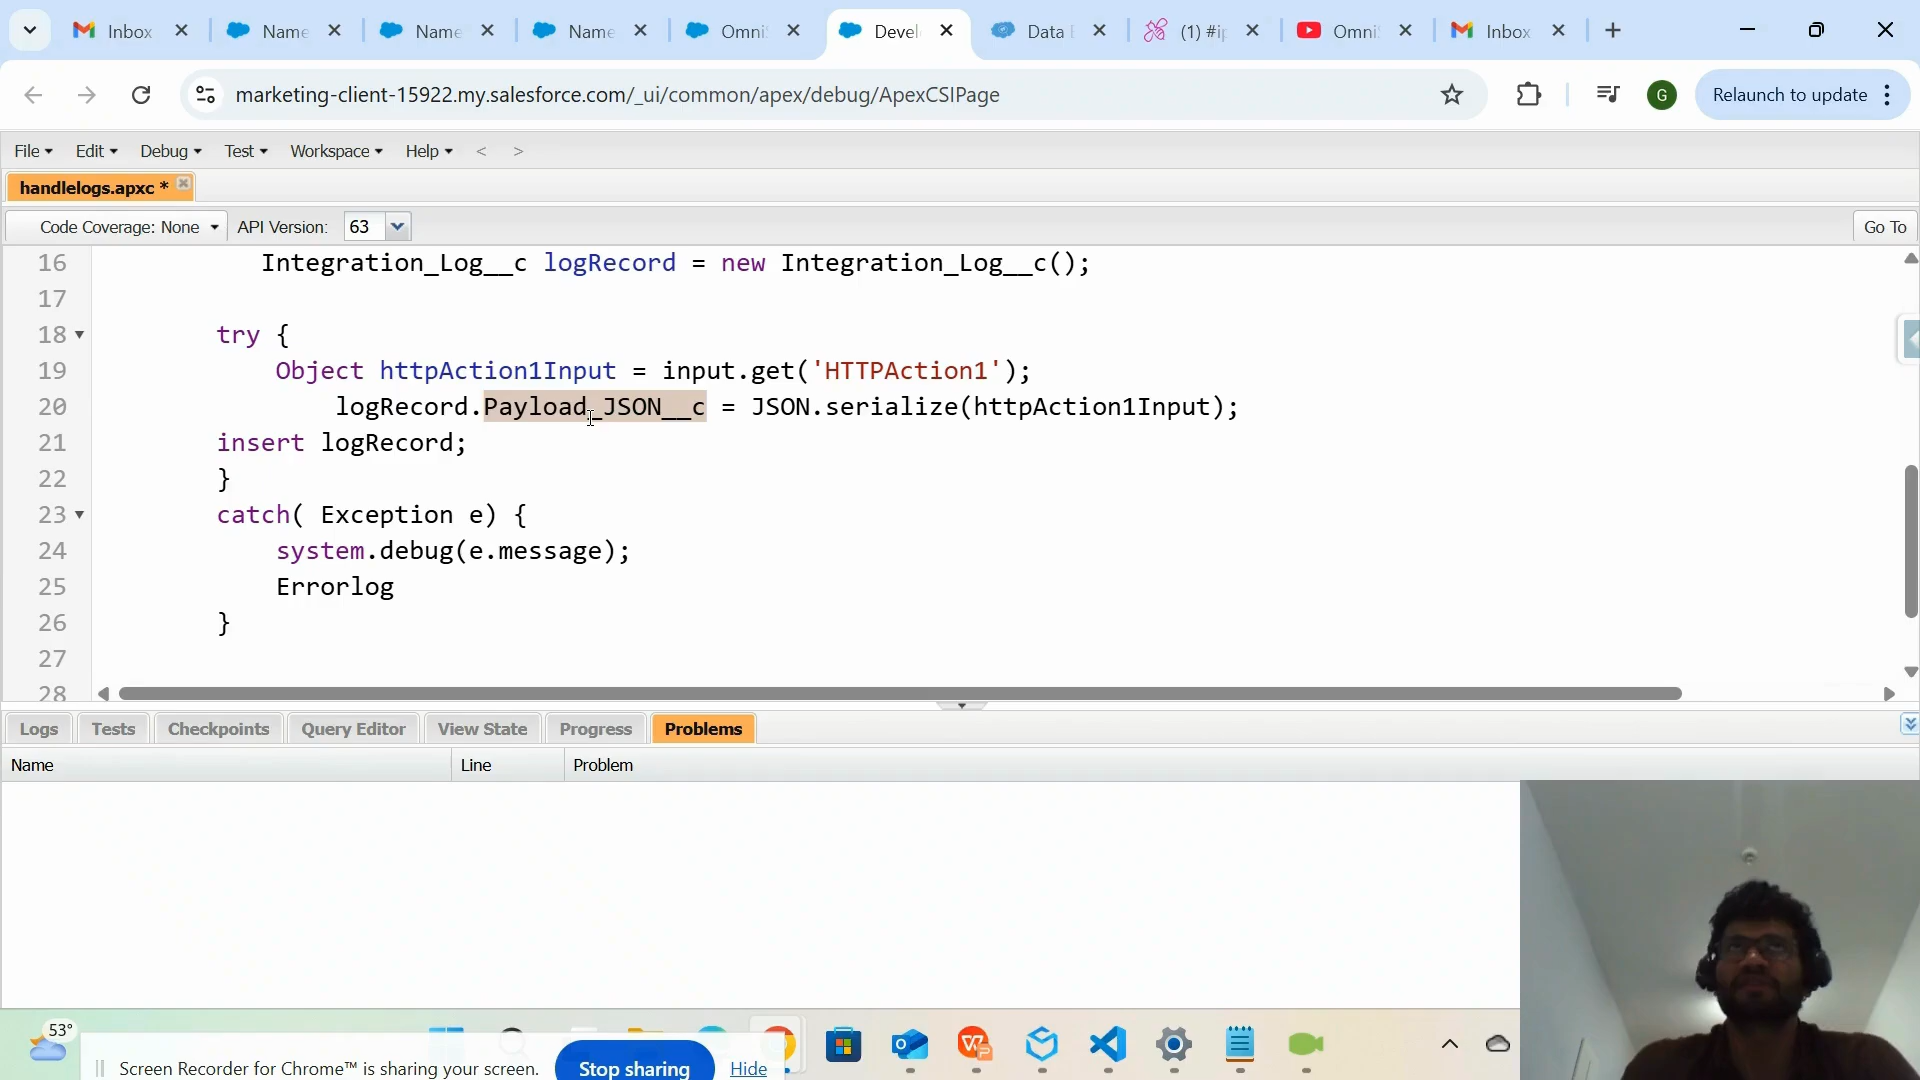 Inbox
Name
Name
Name
Omni
Devel
Data
(1) #ip
Omni
Inbox
marketing-client-15922.my.salesforce.com/_ui/common/apex/debug/ApexCSIPage
G
Relaunch to update
File
Edit
Debug
Test
Workspace
Help
<
>
handlelogs.apxc *
Code Coverage: None
API Version:
63
Go To
16 Integration_Log__c logRecord = new Integration_Log__c();
17
18 try {
19 Object httpAction1Input = input.get('HTTPAction1');
20 logRecord.Payload_JSON__c = JSON.serialize(httpAction1Input);
21 insert logRecord;
22 }
23 catch( Exception e) {
24 system.debug(e.message);
25 Errorlog
26 }
27
28
Logs
Tests
Checkpoints
Query Editor
View State
Progress
Problems
Name
Line
Problem
53°
Screen Recorder for Chrome™ is sharing your screen.
Stop sharing
Hide